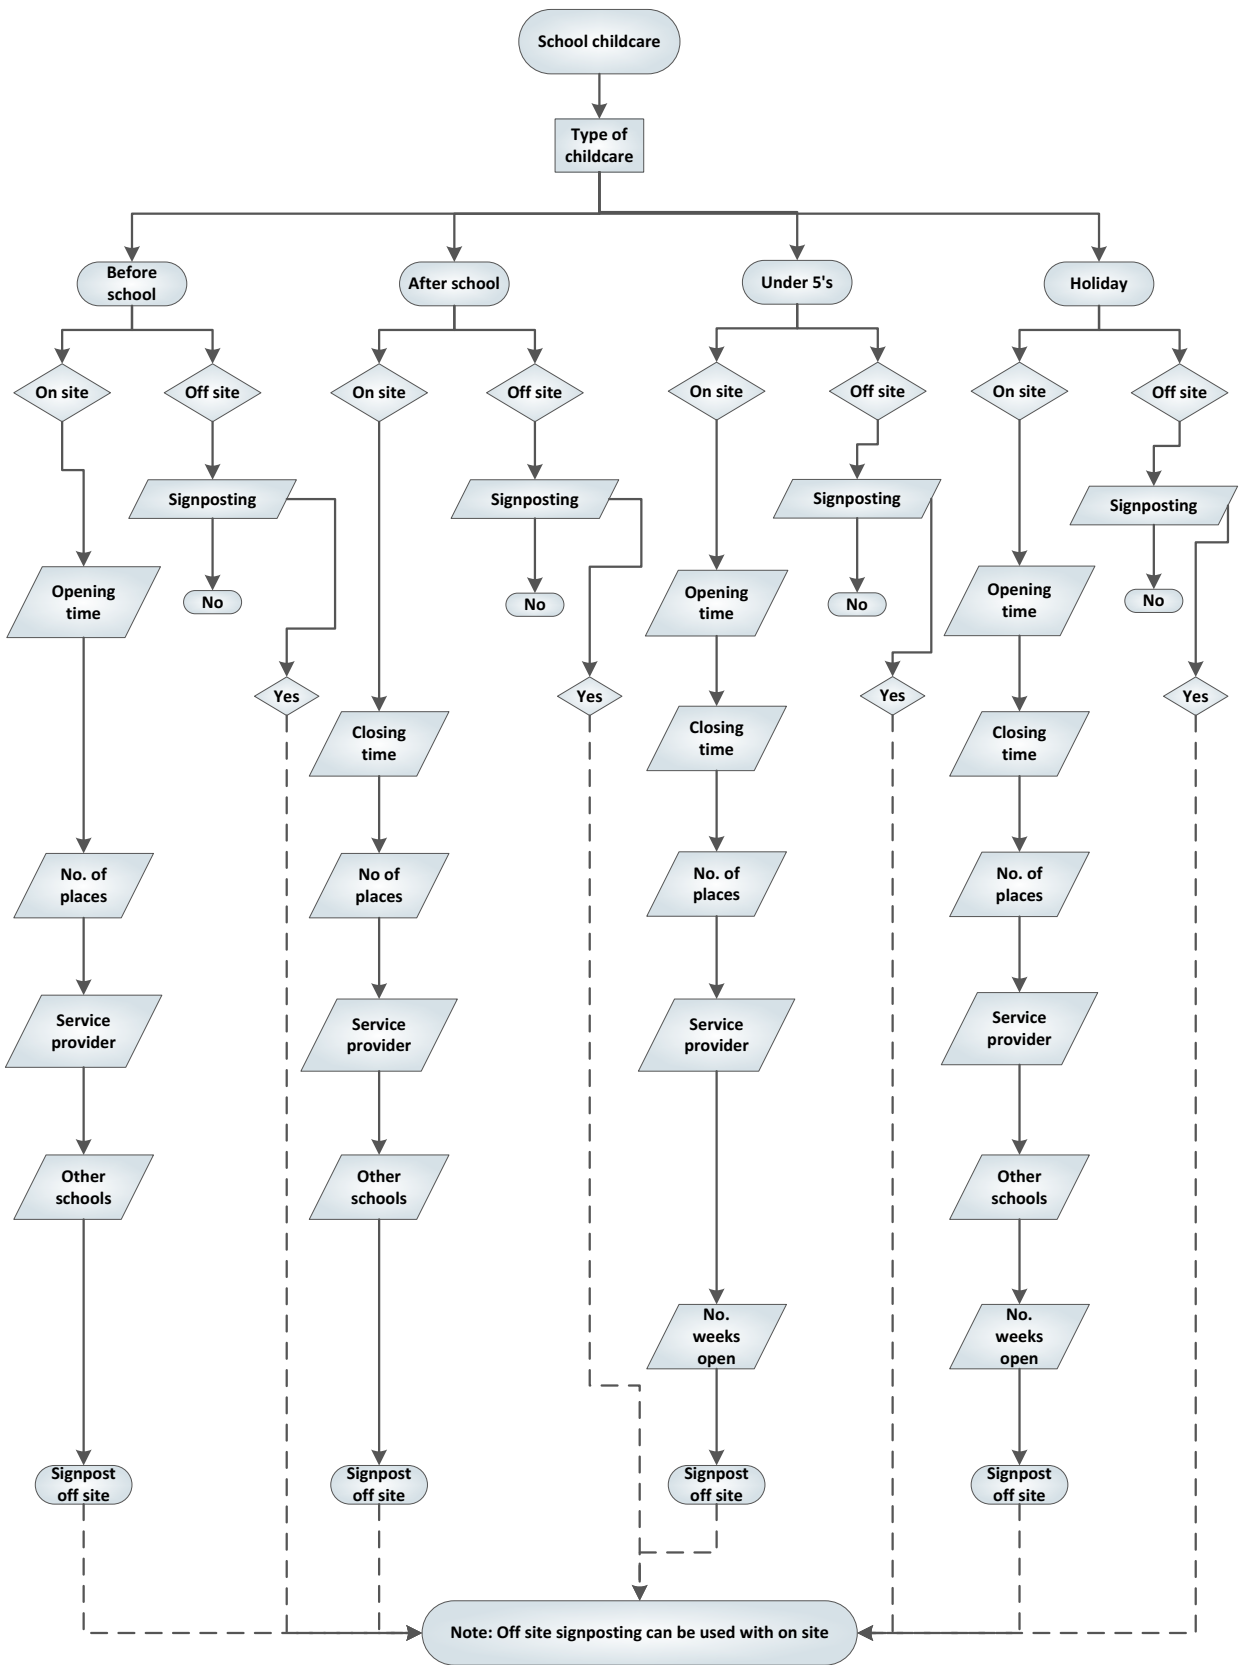 School childcare
Type of
childcare
Before
school
After school
Under 5's
Holiday
On site
Off site
On site
Off site
On site
Off site
On site
Off site
Signposting
Signposting
Signposting
Signposting
Opening
time
No
No
Opening
time
No
Opening
time
No
Yes
Yes
Yes
Yes
Closing
time
Closing
time
Closing
time
No. of
places
No of
places
No. of
places
No. of
places
Service
provider
Service
provider
Service
provider
Service
provider
Other
schools
Other
schools
Other
schools
No.
weeks
open
No.
weeks
open
Signpost
off site
Signpost
off site
Signpost
off site
Signpost
off site
Note: Off site signposting can be used with on site